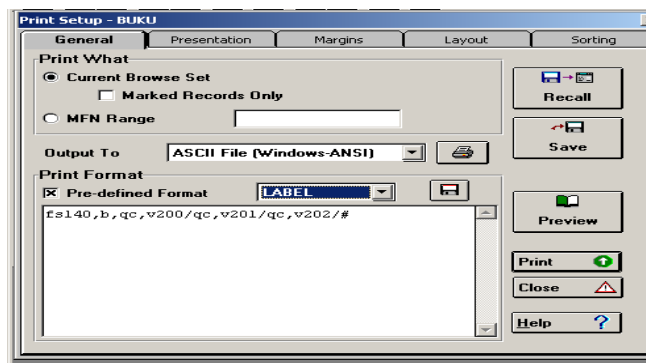 Print Setup - BUKU
General Presentation Margins Layout Sorting
Print What
Current Browse Set
Marked Records Only
MFN Range
Recall
Save
Output To ASCII File (Windows-ANSI)
Print Format
Pre-defined Format LABEL
fs140,b,qc,v200/qc,v201/qc,v202/#
Preview
Print
Close
Help ?